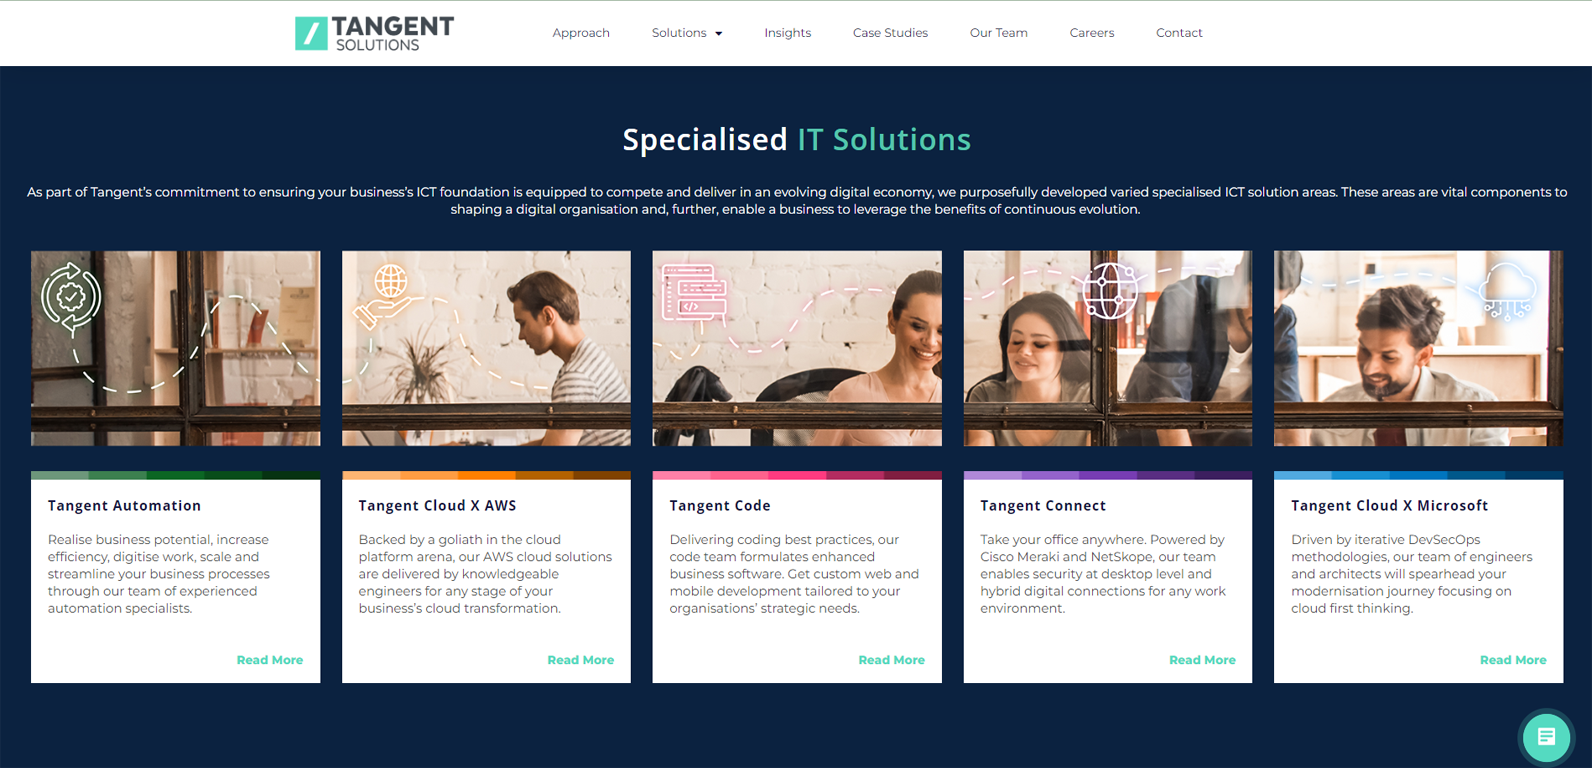 TANGENT
SOLUTIONS
Approach
Solutions
Insights
Case Studies
Our Team
Careers
Contact
Specialised IT Solutions
As part of Tangent’s commitment to ensuring your business’s ICT foundation is equipped to compete and deliver in an evolving digital economy, we purposefully developed varied specialised ICT solution areas. These areas are vital components to
shaping a digital organisation and, further, enable a business to leverage the benefits of continuous evolution.
Tangent Automation
Realise business potential, increase
efficiency, digitise work, scale and
streamline your business processes
through our team of experienced
automation specialists.
Read More
Tangent Cloud X AWS
Backed by a goliath in the cloud
platform arena, our AWS cloud solutions
are delivered by knowledgeable
engineers for any stage of your
business’s cloud transformation.
Read More
Tangent Code
Delivering coding best practices, our
code team formulates enhanced
business software. Get custom web and
mobile development tailored to your
organisations’ strategic needs.
Read More
Tangent Connect
Take your office anywhere. Powered by
Cisco Meraki and NetSkope, our team
enables security at desktop level and
hybrid digital connections for any work
environment.
Read More
Tangent Cloud X Microsoft
Driven by iterative DevSecOps
methodologies, our team of engineers
and architects will spearhead your
modernisation journey focusing on
cloud first thinking.
Read More